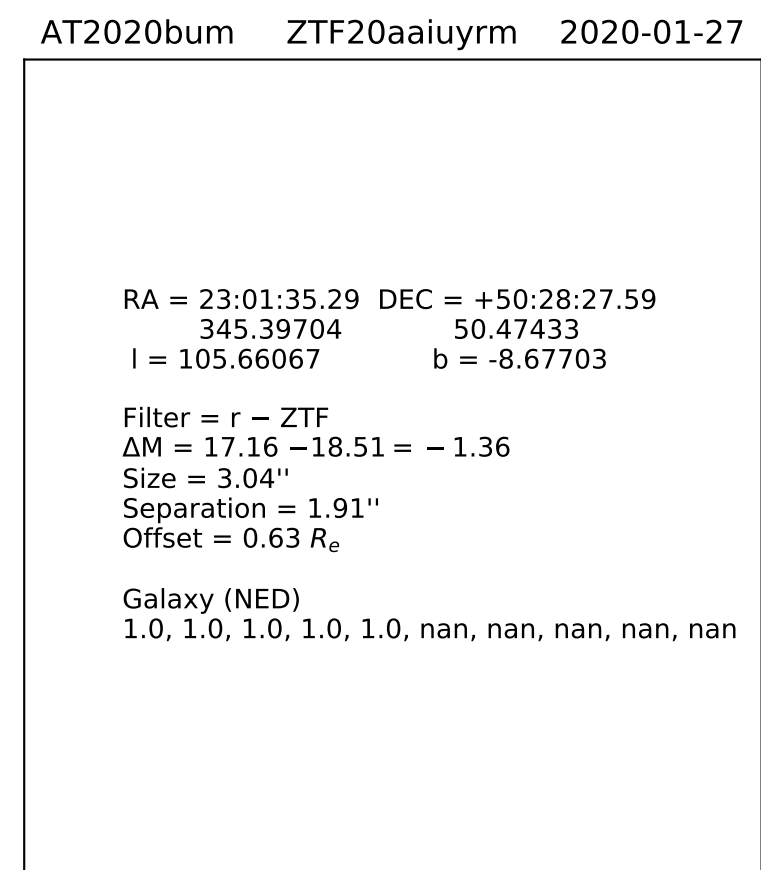 AT2020bum ZTF20aaiuyrm 2020-01-27
RA = 23:01:35.29 DEC = +50:28:27.59
345.39704 50.47433
l = 105.66067 b = -8.67703
Filter = r − ZTF
ΔM = 17.16 −18.51 = − 1.36
Size = 3.04''
Separation = 1.91''
Offset = 0.63 Rₑ
Galaxy (NED)
1.0, 1.0, 1.0, 1.0, 1.0, nan, nan, nan, nan, nan